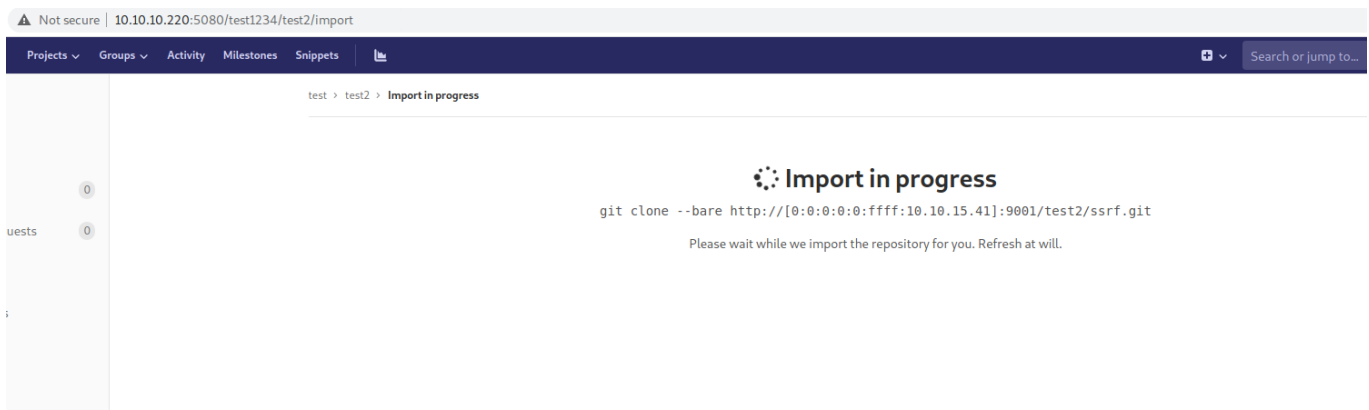 Not secure 10.10.10.220:5080/test1234/test2/import
Projects Groups Activity Milestones Snippets Search or jump to...
test > test2 > Import in progress
0
Import in progress
git clone --bare http://[0:0:0:0:0:ffff:10.10.15.41]:9001/test2/ssrf.git
uests 0
Please wait while we import the repository for you. Refresh at will.
s